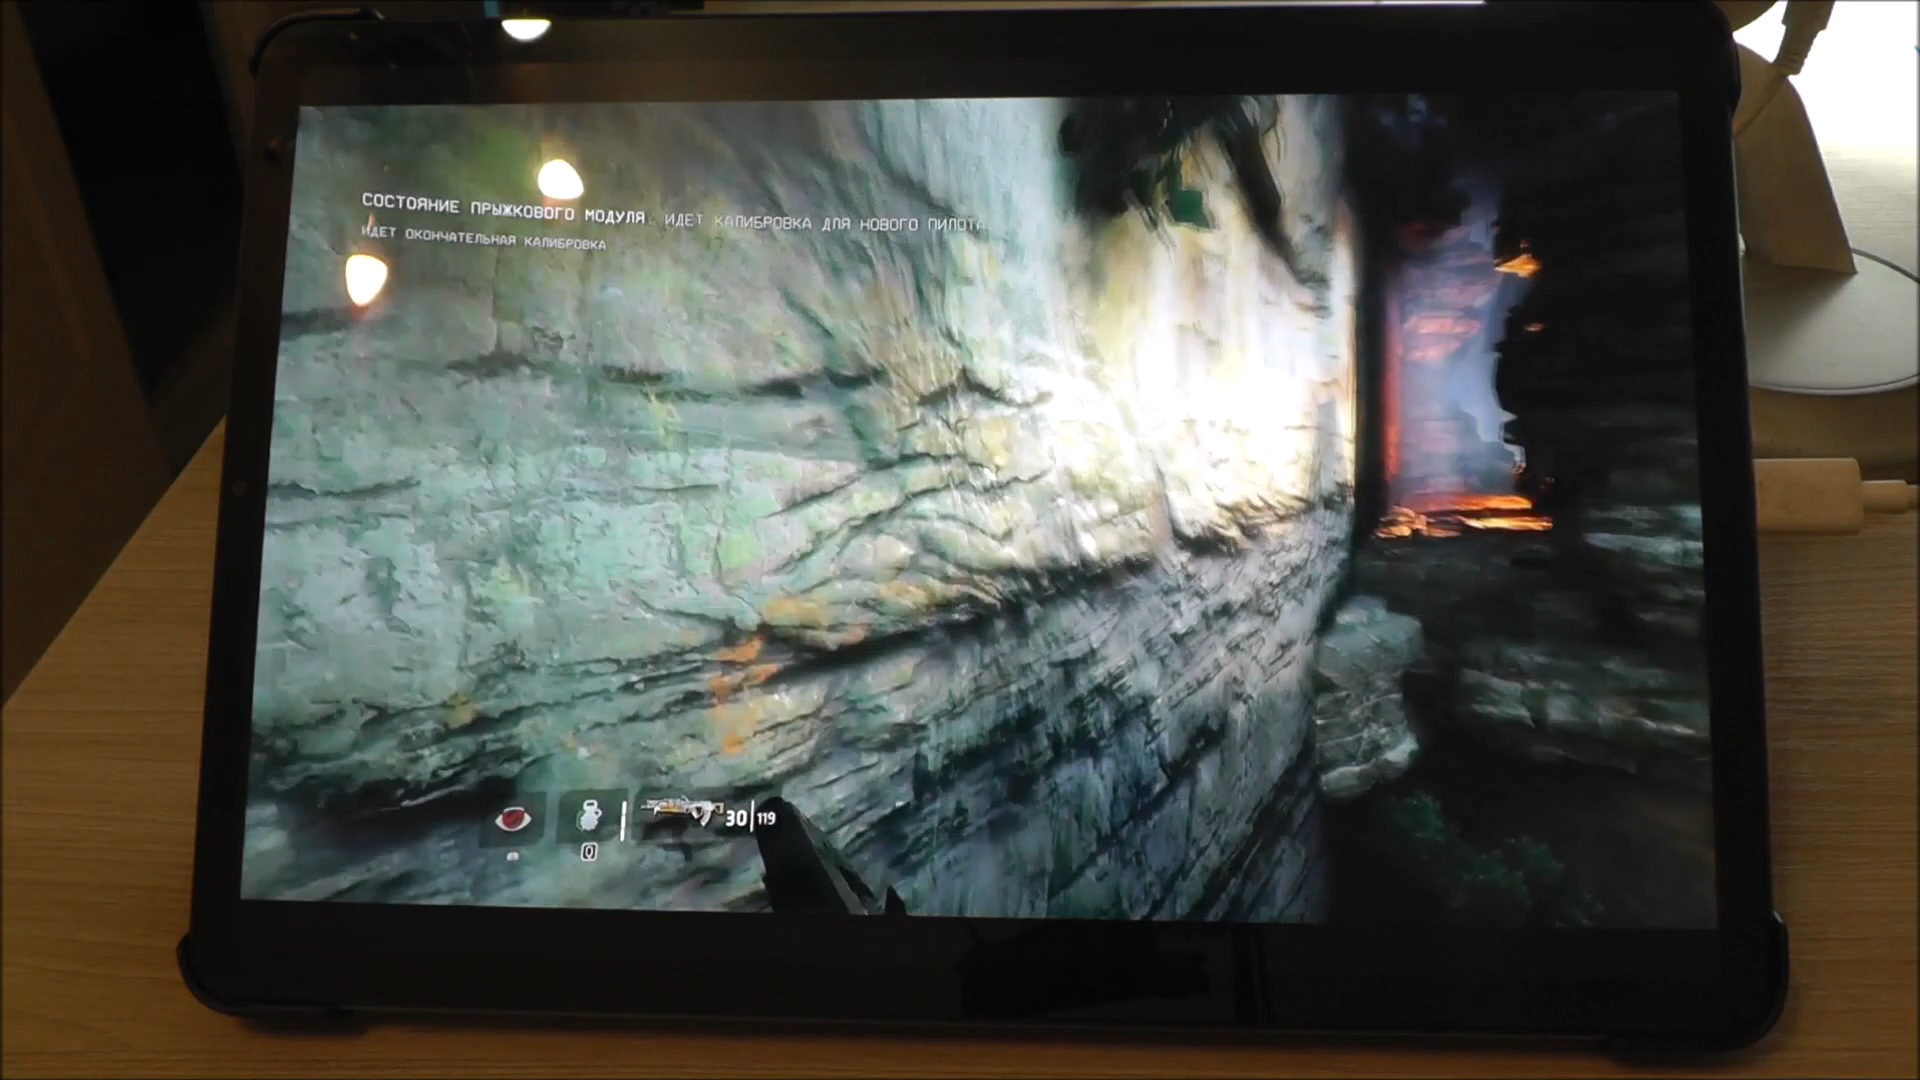 СОСТОЯНИЕ ПРЫЖКОВОГО МОДУЛЯ: ИДЕТ КАЛИБРОВКА ДЛЯ НОВОГО ПИЛОТА
ИДЕТ ОКОНЧАТЕЛЬНАЯ КАЛИБРОВКА
30|119
Q